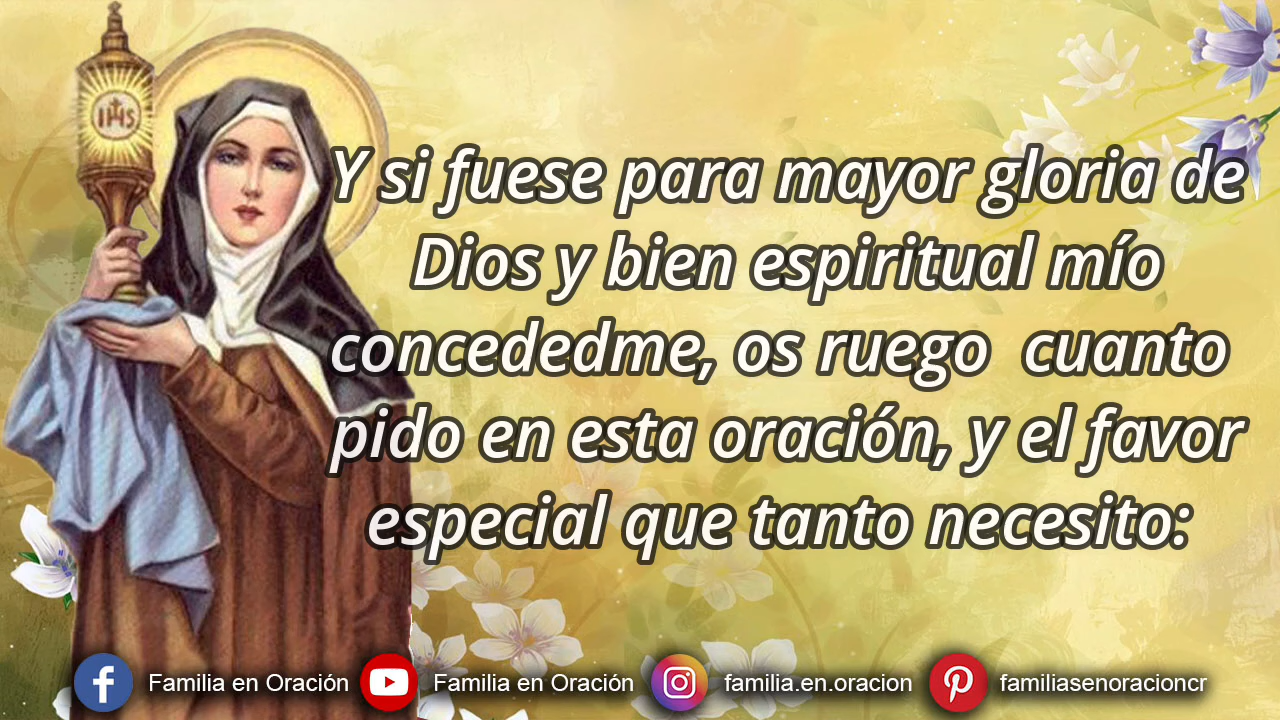 IHS
Y si fuese para mayor gloria de
Dios y bien espiritual mío
concededme, os ruego cuanto
pido en esta oración, y el favor
especial que tanto necesito:
Familia en Oración
Familia en Oración
familia.en.oracion
familiasenoracioncr